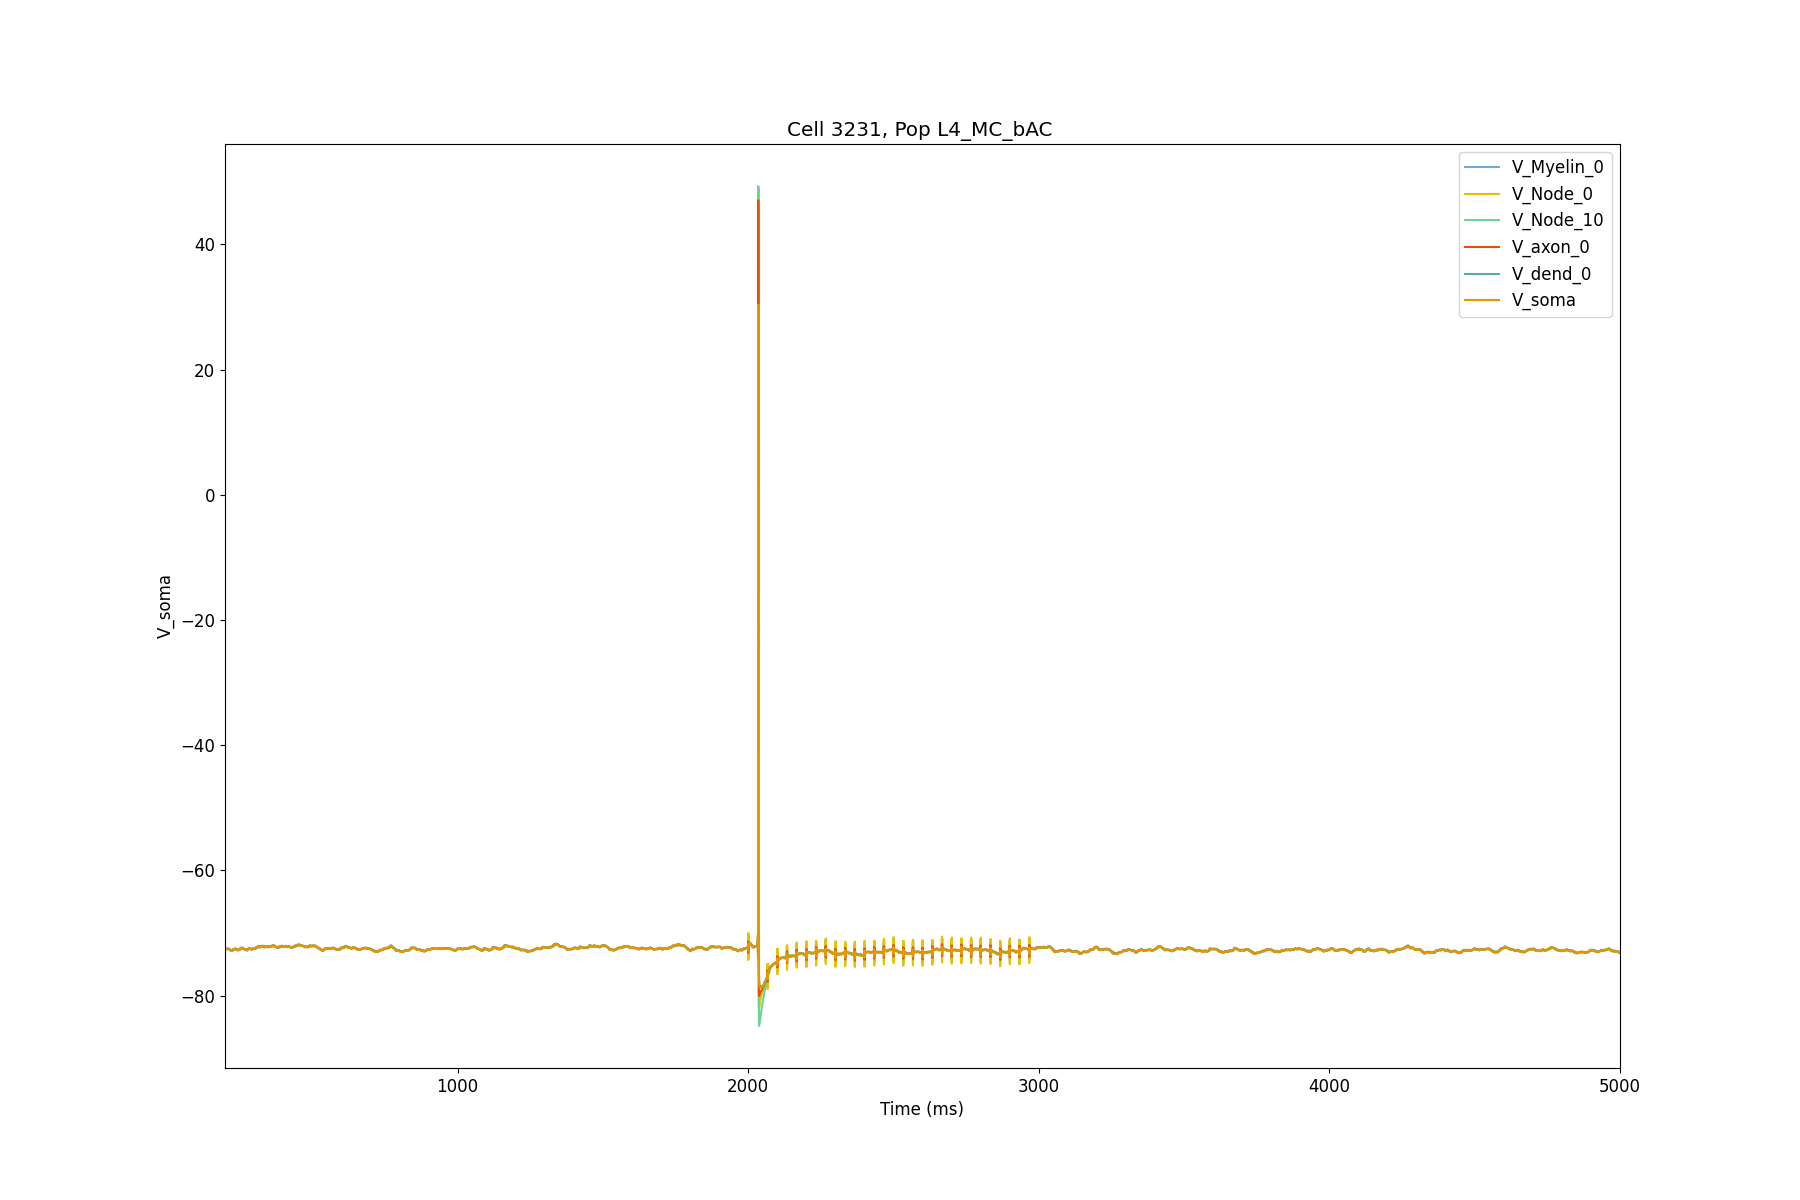 Cell 3231, Pop L4_MC_bAC
V_Myelin_0
V_Node_0
V_Node_10
V_axon_0
V_dend_0
V_soma
40
20
0
−20
−40
−60
−80
V_soma
1000 2000 3000 4000 5000
Time (ms)